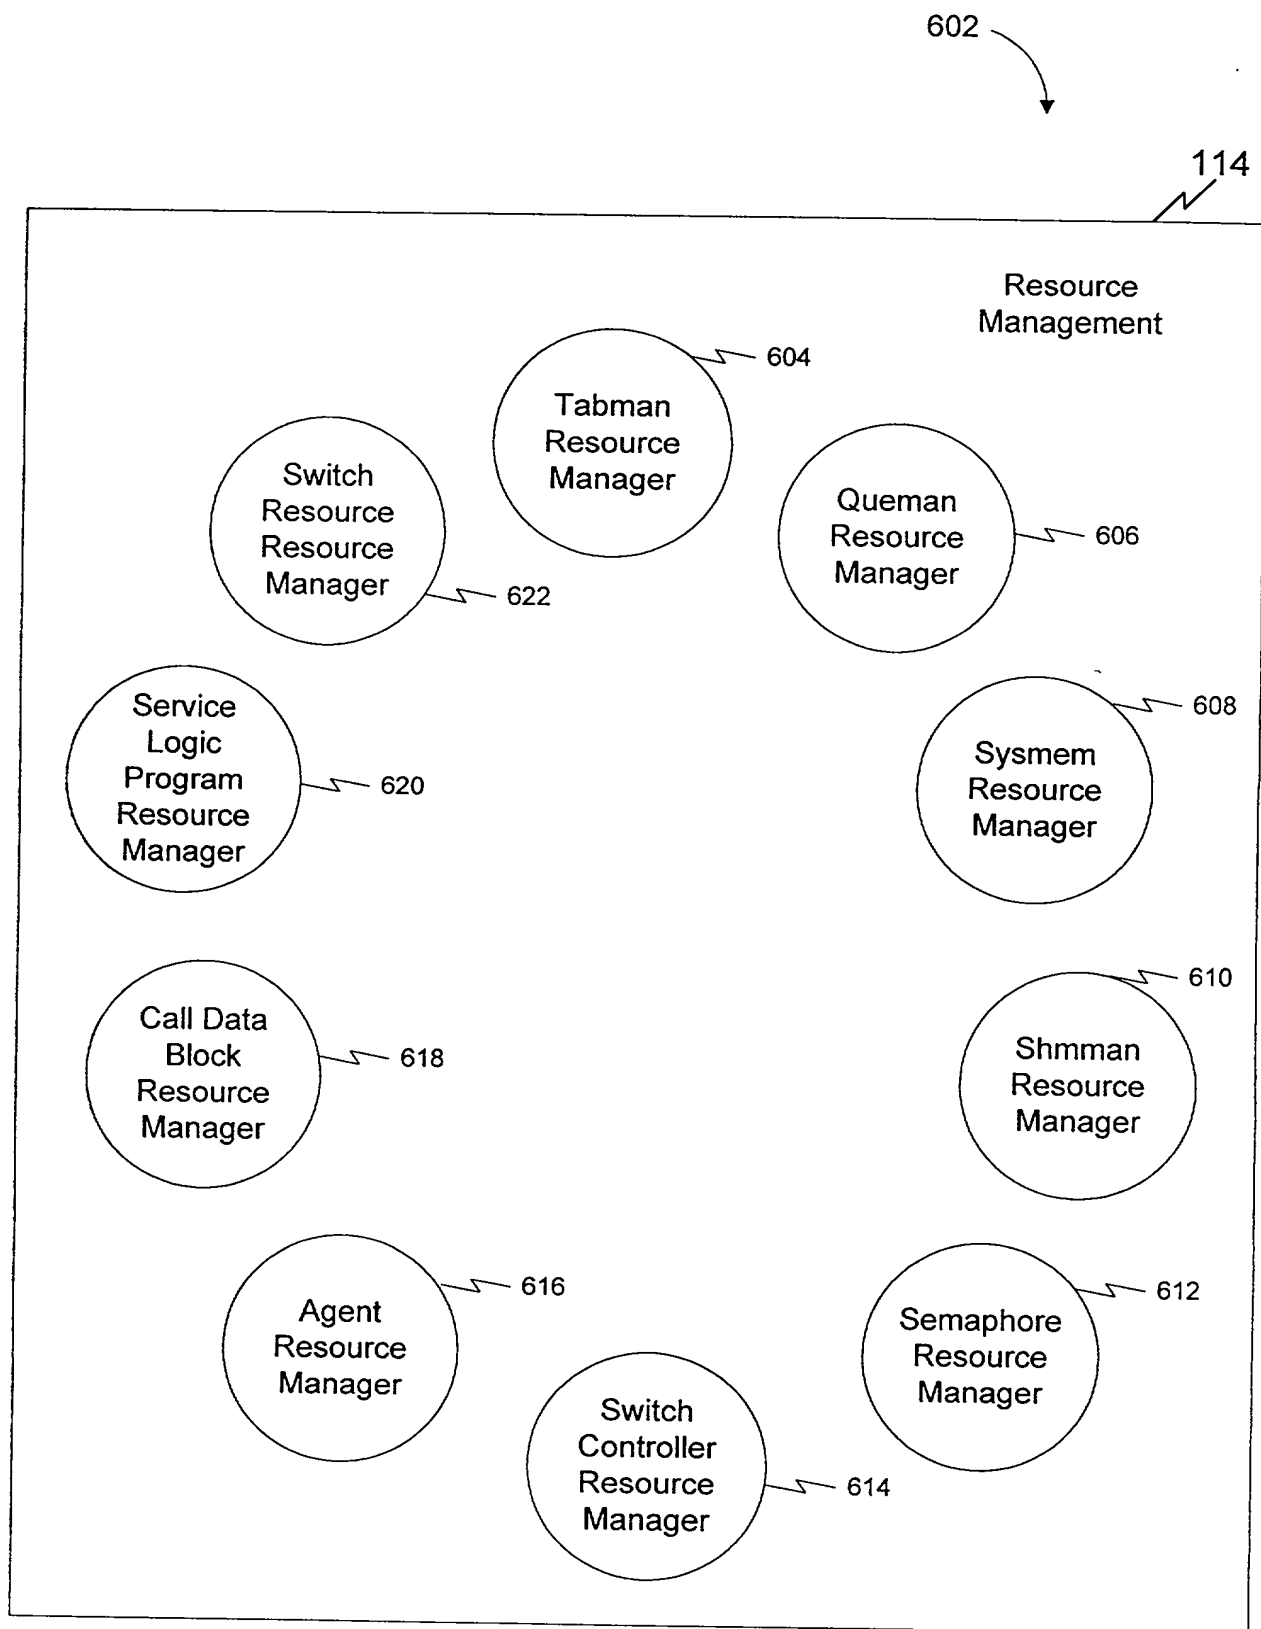 602
114
Resource
Management
Tabman
Resource
Manager
604
Switch
Resource
Resource
Manager
622
Queman
Resource
Manager
606
Service
Logic
Program
Resource
Manager
620
Sysmem
Resource
Manager
608
Call Data
Block
Resource
Manager
618
Shmman
Resource
Manager
610
Agent
Resource
Manager
616
Semaphore
Resource
Manager
612
Switch
Controller
Resource
Manager
614